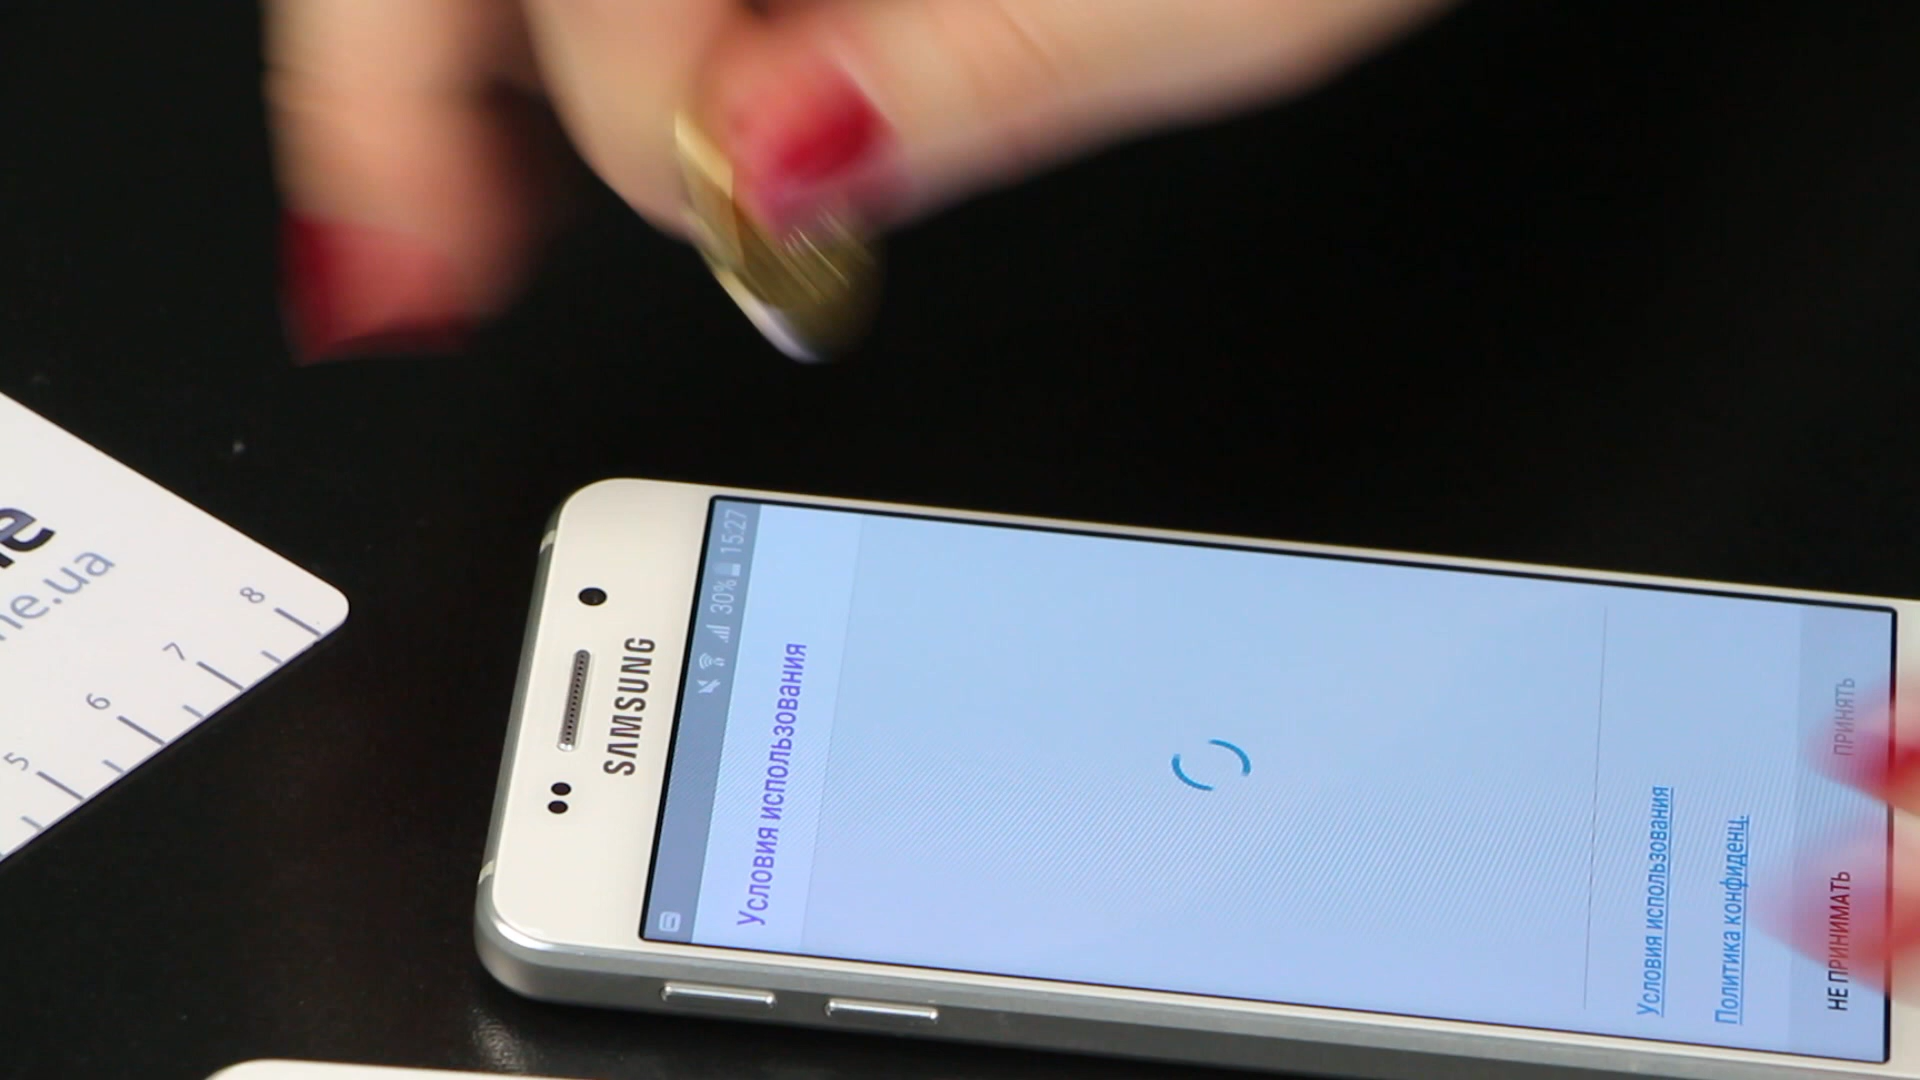 ne.ua
5
6
7
8
SAMSUNG
30% 15:27
Условия использования
Условия использования
Политика конфиденц.
НЕ ПРИНИМАТЬ ПРИНЯТЬ